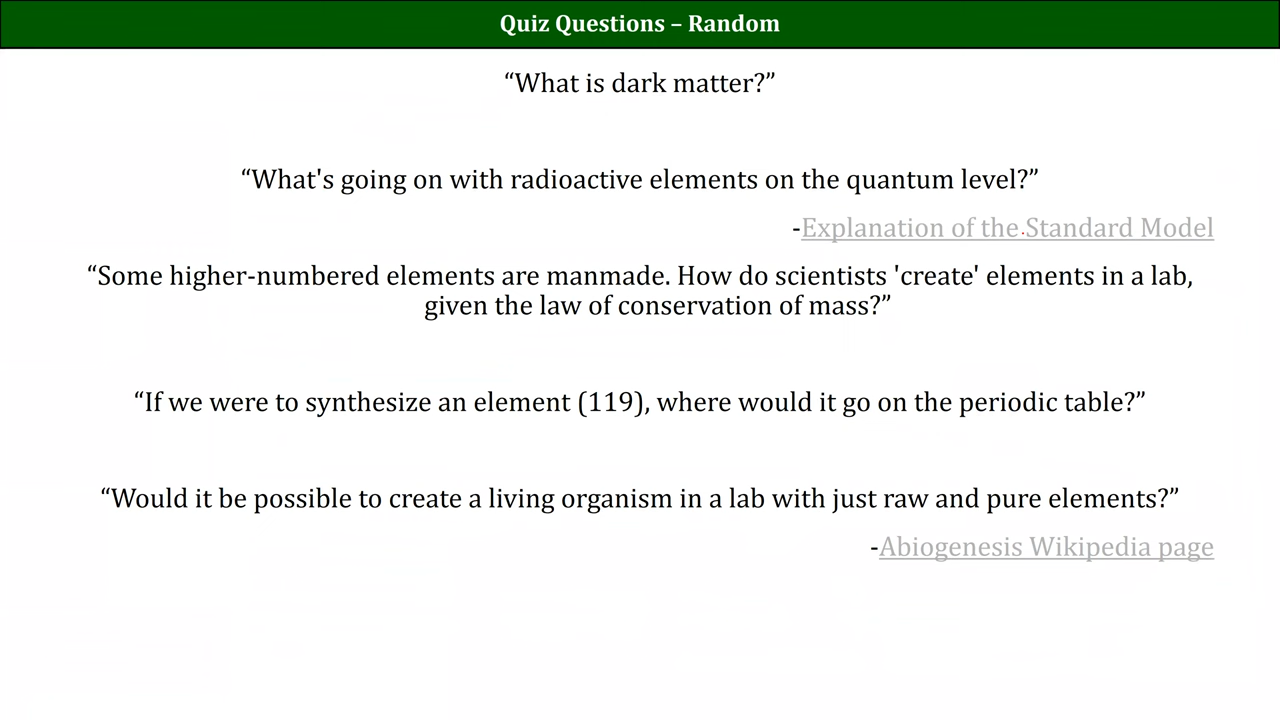 Quiz Questions – Random
“What is dark matter?”
“What's going on with radioactive elements on the quantum level?”
-Explanation of the Standard Model
“Some higher-numbered elements are manmade. How do scientists 'create' elements in a lab,
given the law of conservation of mass?”
“If we were to synthesize an element (119), where would it go on the periodic table?”
“Would it be possible to create a living organism in a lab with just raw and pure elements?”
-Abiogenesis Wikipedia page